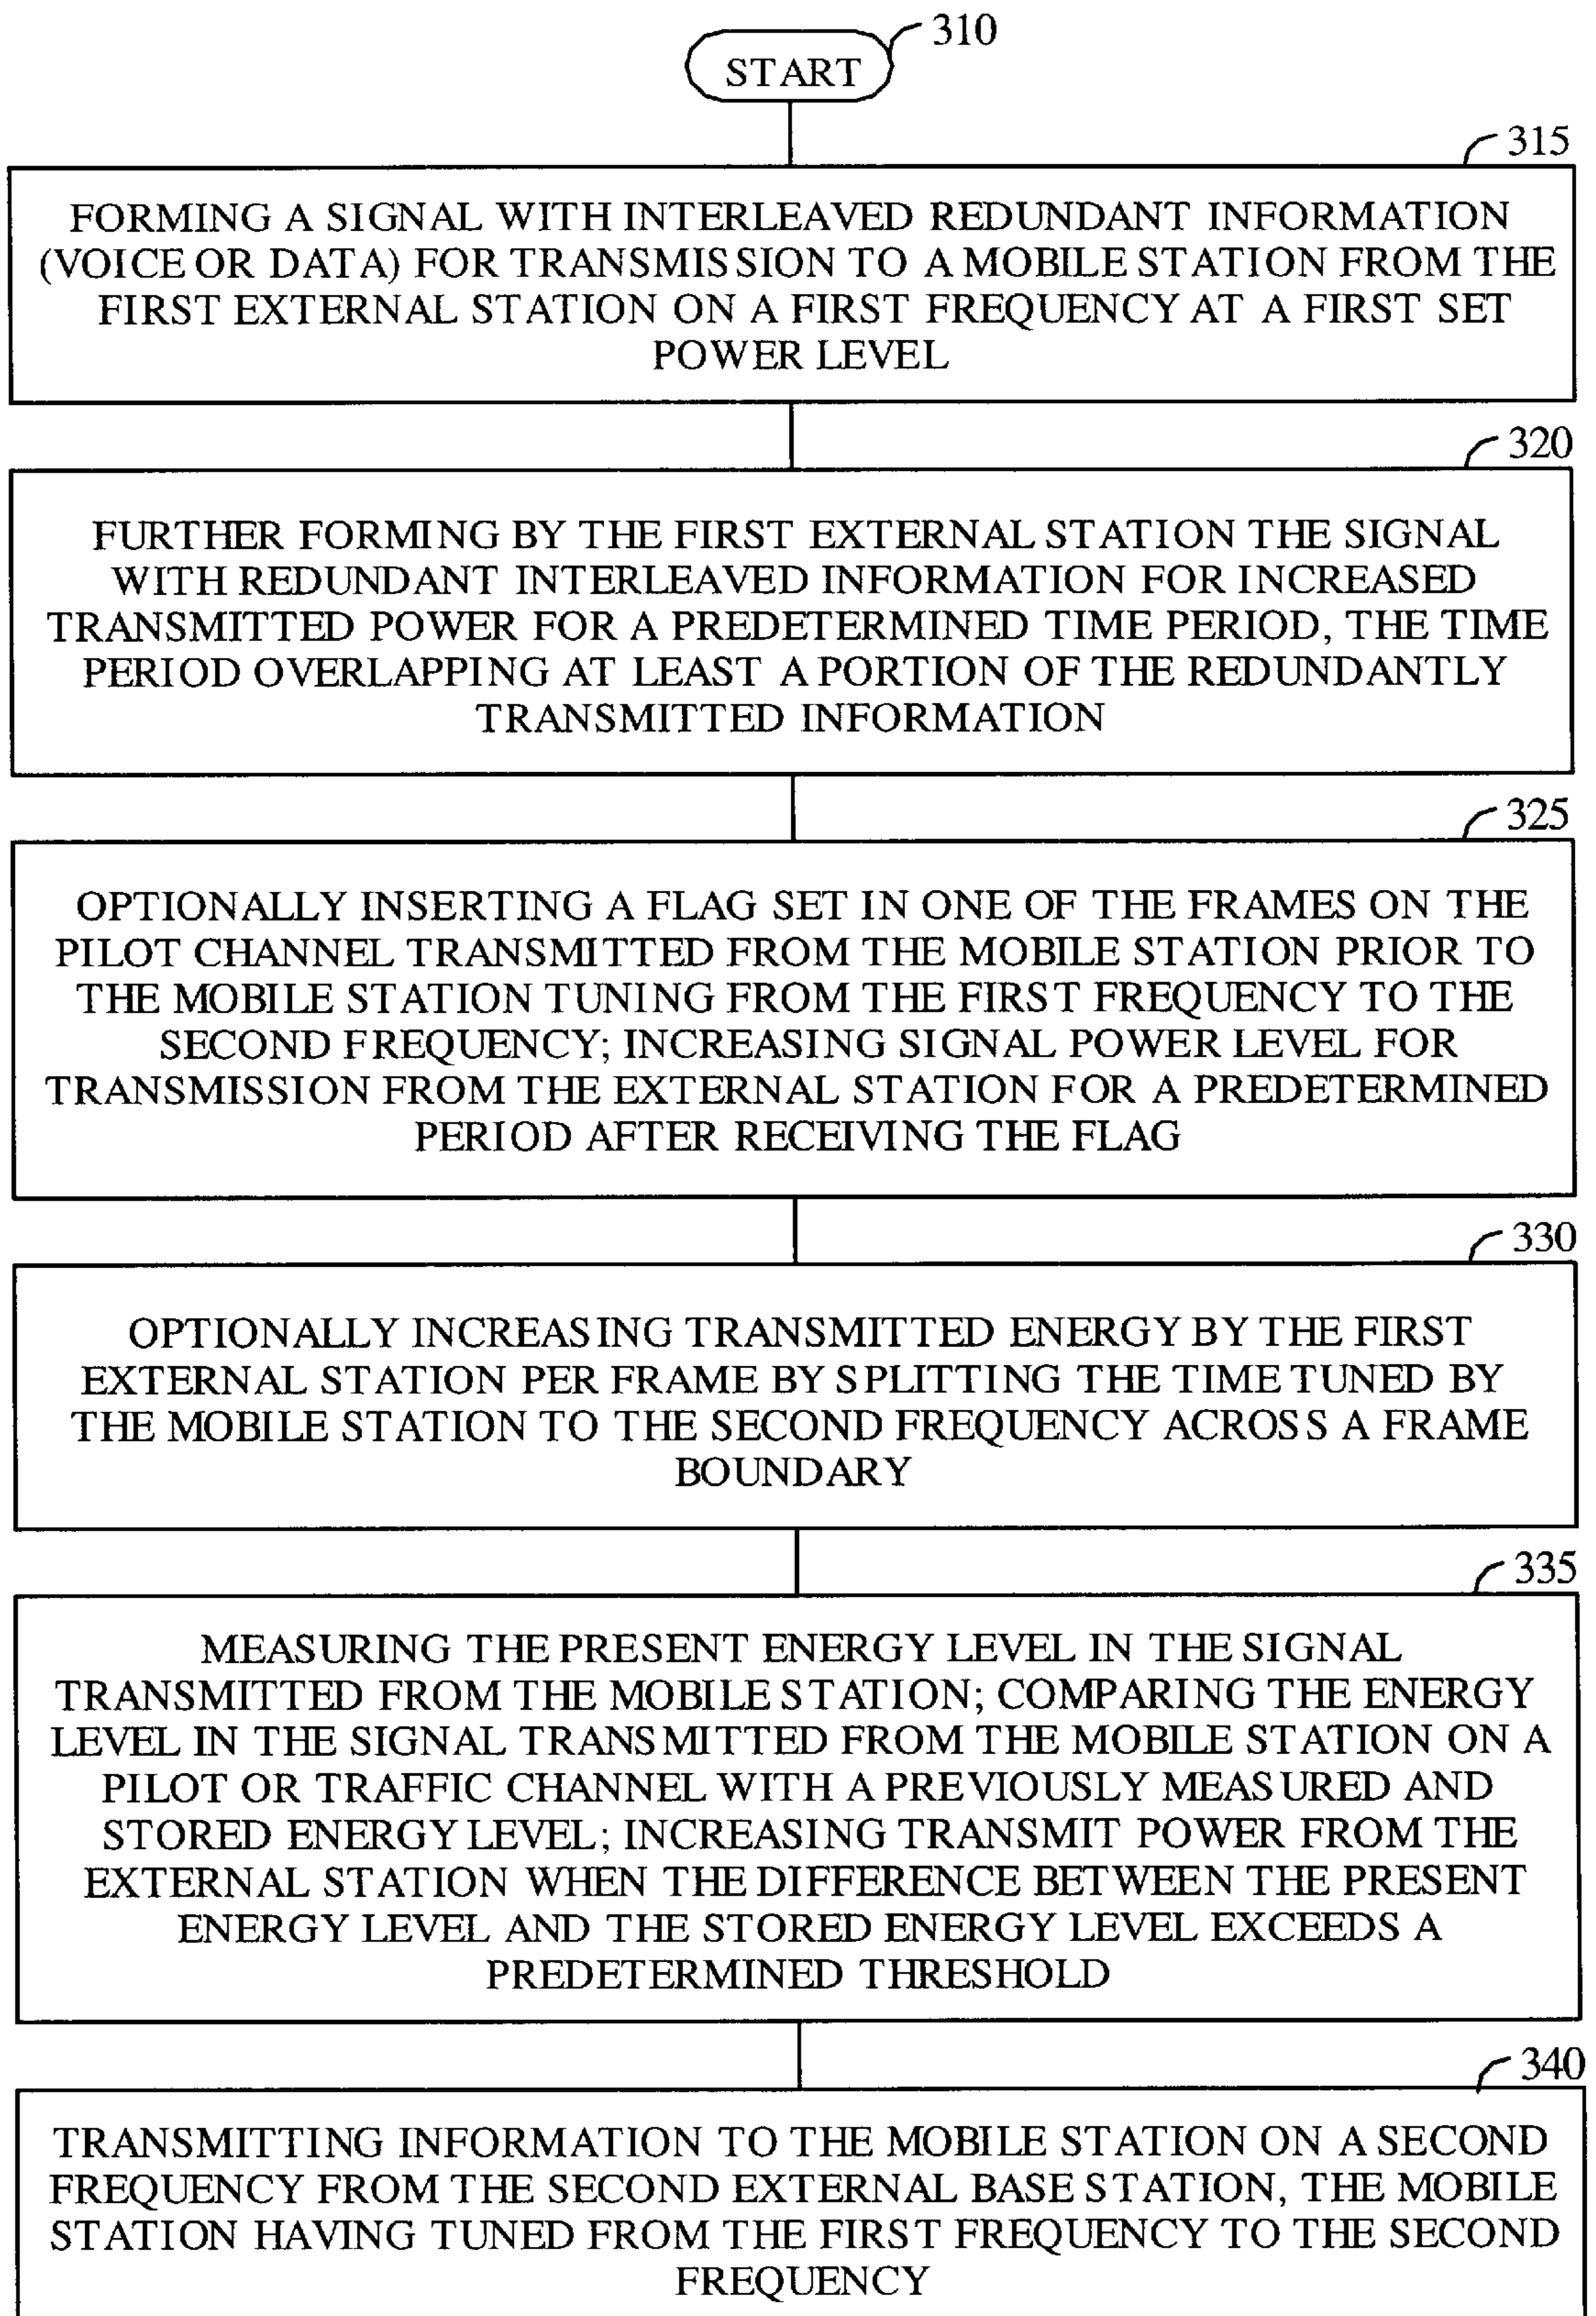 310
START
315
FORMING A SIGNAL WITH INTERLEAVED REDUNDANT INFORMATION
(VOICE OR DATA) FOR TRANSMISSION TO A MOBILE STATION FROM THE
FIRST EXTERNAL STATION ON A FIRST FREQUENCY AT A FIRST SET
POWER LEVEL
320
FURTHER FORMING BY THE FIRST EXTERNAL STATION THE SIGNAL
WITH REDUNDANT INTERLEAVED INFORMATION FOR INCREASED
TRANSMITTED POWER FOR A PREDETERMINED TIME PERIOD, THE TIME
PERIOD OVERLAPPING AT LEAST A PORTION OF THE REDUNDANTLY
TRANSMITTED INFORMATION
325
OPTIONALLY INSERTING A FLAG SET IN ONE OF THE FRAMES ON THE
PILOT CHANNEL TRANSMITTED FROM THE MOBILE STATION PRIOR TO
THE MOBILE STATION TUNING FROM THE FIRST FREQUENCY TO THE
SECOND FREQUENCY; INCREASING SIGNAL POWER LEVEL FOR
TRANSMISSION FROM THE EXTERNAL STATION FOR A PREDETERMINED
PERIOD AFTER RECEIVING THE FLAG
330
OPTIONALLY INCREASING TRANSMITTED ENERGY BY THE FIRST
EXTERNAL STATION PER FRAME BY SPLITTING THE TIME TUNED BY
THE MOBILE STATION TO THE SECOND FREQUENCY ACROSS A FRAME
BOUNDARY
335
MEASURING THE PRESENT ENERGY LEVEL IN THE SIGNAL
TRANSMITTED FROM THE MOBILE STATION; COMPARING THE ENERGY
LEVEL IN THE SIGNAL TRANSMITTED FROM THE MOBILE STATION ON A
PILOT OR TRAFFIC CHANNEL WITH A PREVIOUSLY MEASURED AND
STORED ENERGY LEVEL; INCREASING TRANSMIT POWER FROM THE
EXTERNAL STATION WHEN THE DIFFERENCE BETWEEN THE PRESENT
ENERGY LEVEL AND THE STORED ENERGY LEVEL EXCEEDS A
PREDETERMINED THRESHOLD
340
TRANSMITTING INFORMATION TO THE MOBILE STATION ON A SECOND
FREQUENCY FROM THE SECOND EXTERNAL BASE STATION, THE MOBILE
STATION HAVING TUNED FROM THE FIRST FREQUENCY TO THE SECOND
FREQUENCY